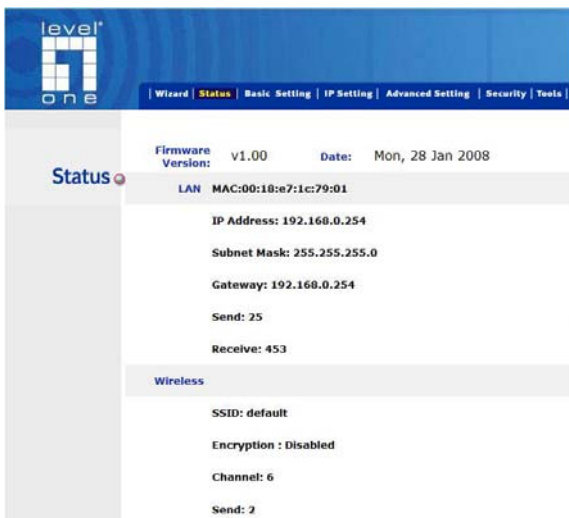 level
one
| Wizard | Status | Basic Setting | IP Setting | Advanced Setting | Security | Tools |
Status
Firmware Version: v1.00 Date: Mon, 28 Jan 2008
LAN MAC:00:18:e7:1c:79:01
IP Address: 192.168.0.254
Subnet Mask: 255.255.255.0
Gateway: 192.168.0.254
Send: 25
Receive: 453
Wireless
SSID: default
Encryption : Disabled
Channel: 6
Send: 2